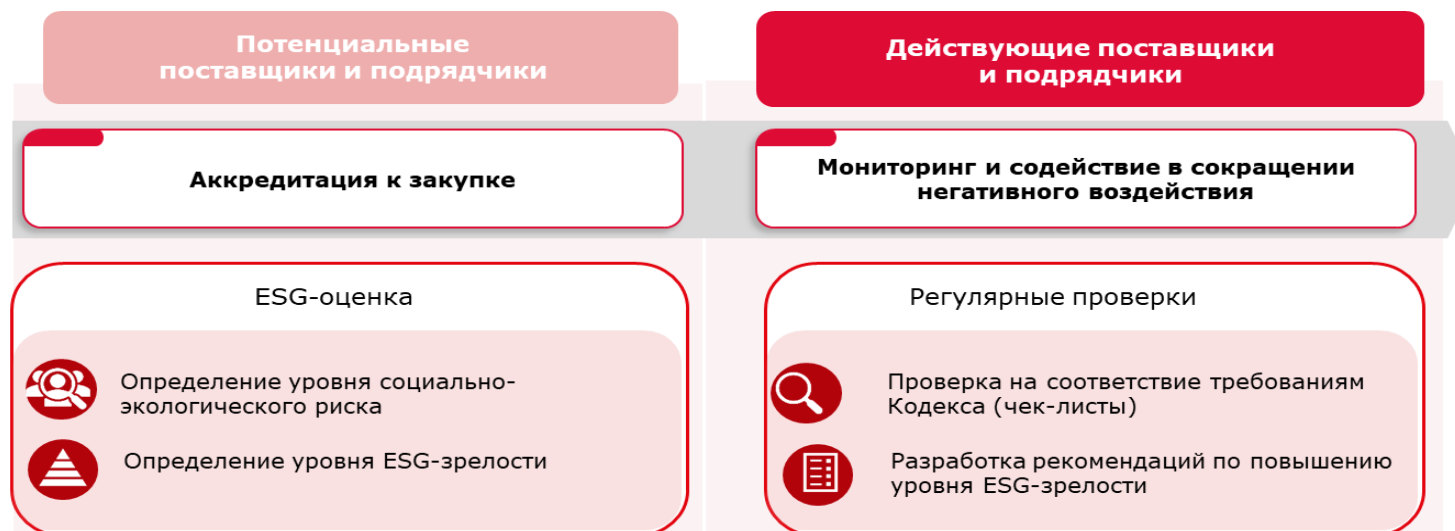 Потенциальные
поставщики и подрядчики
Действующие поставщики
и подрядчики
Аккредитация к закупке
Мониторинг и содействие в сокращении
негативного воздействия
ESG-оценка
Определение уровня социально-
экологического риска
Определение уровня ESG-зрелости
Регулярные проверки
Проверка на соответствие требованиям
Кодекса (чек-листы)
Разработка рекомендаций по повышению
уровня ESG-зрелости